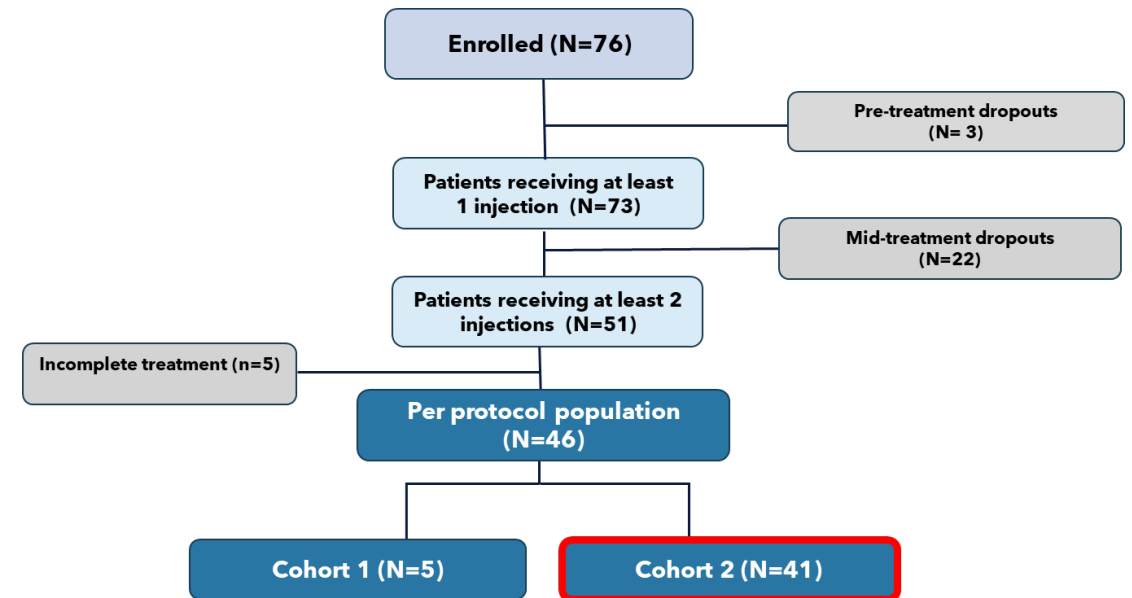 Enrolled (N=76)
Pre-treatment dropouts
(N= 3)
Patients receiving at least
1 injection (N=73)
Mid-treatment dropouts
(N=22)
Patients receiving at least 2
injections (N=51)
Incomplete treatment (n=5)
Per protocol population
(N=46)
Cohort 1 (N=5)
Cohort 2 (N=41)